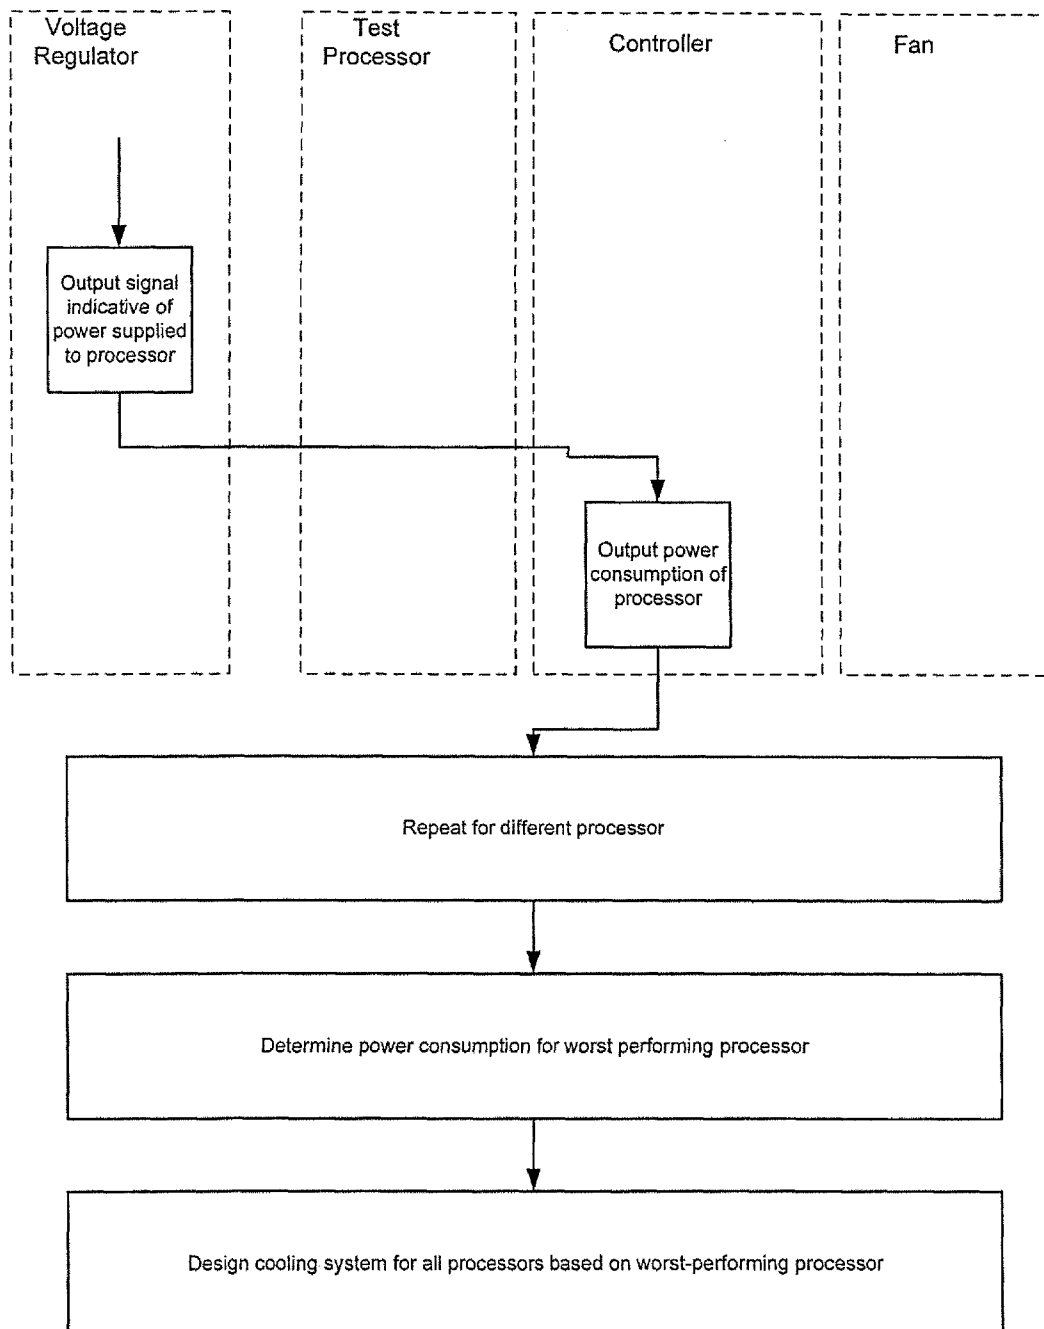 Voltage
Regulator
Test
Processor
Controller
Fan
Output signal
indicative of
power supplied
to processor
Output power
consumption of
processor
Repeat for different processor
Determine power consumption for worst performing processor
Design cooling system for all processors based on worst-performing processor